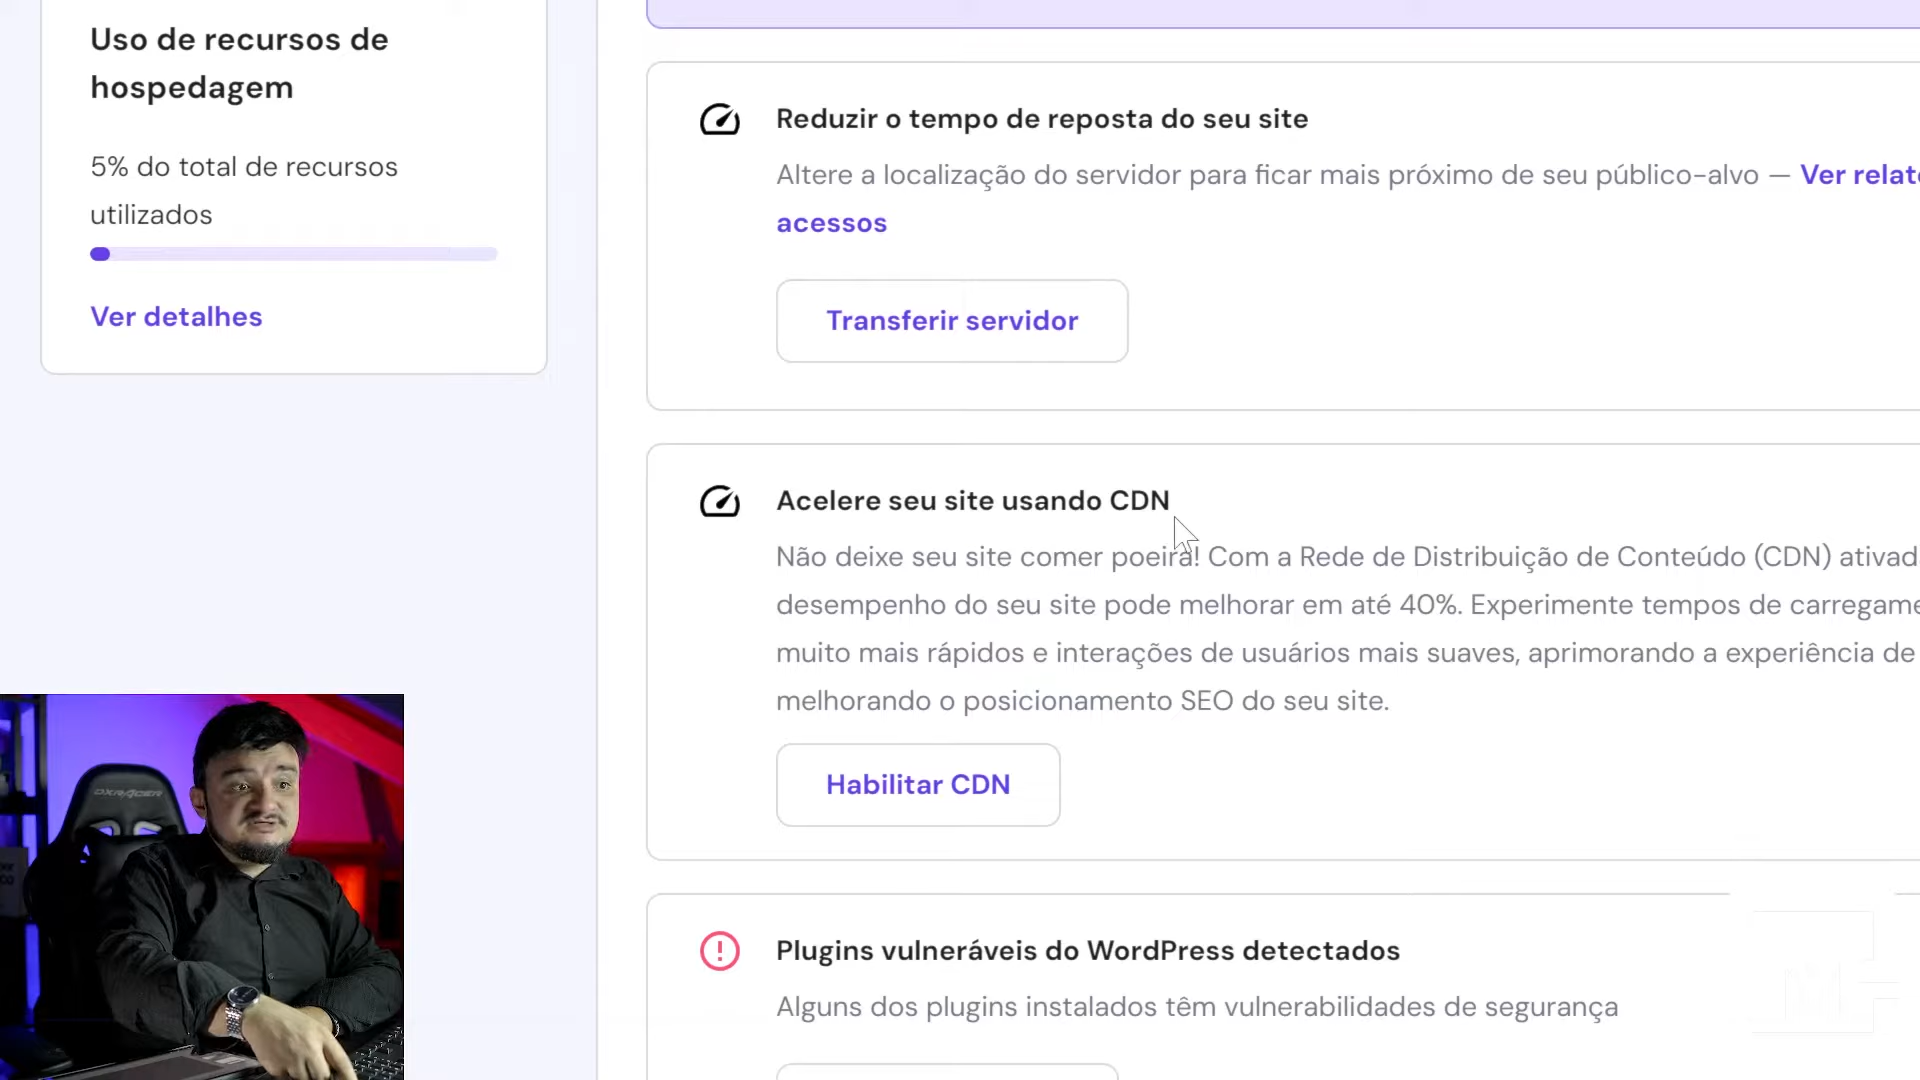 Uso de recursos de
hospedagem
5% do total de recursos
utilizados
Ver detalhes
Reduzir o tempo de reposta do seu site
Altere a localização do servidor para ficar mais próximo de seu público-alvo — Ver
acessos
Transferir servidor
Acelere seu site usando CDN
Não deixe seu site comer poeira! Com a Rede de Distribuição de Conteúdo (CDN)
desempenho do seu site pode melhorar em até 40%. Experimente tempos de
muito mais rápidos e interações de usuários mais suaves, aprimorando a experiência de
melhorando o posicionamento SEO do seu site.
Habilitar CDN
Plugins vulneráveis do WordPress detectados
Alguns dos plugins instalados têm vulnerabilidades de segurança
DXRACER